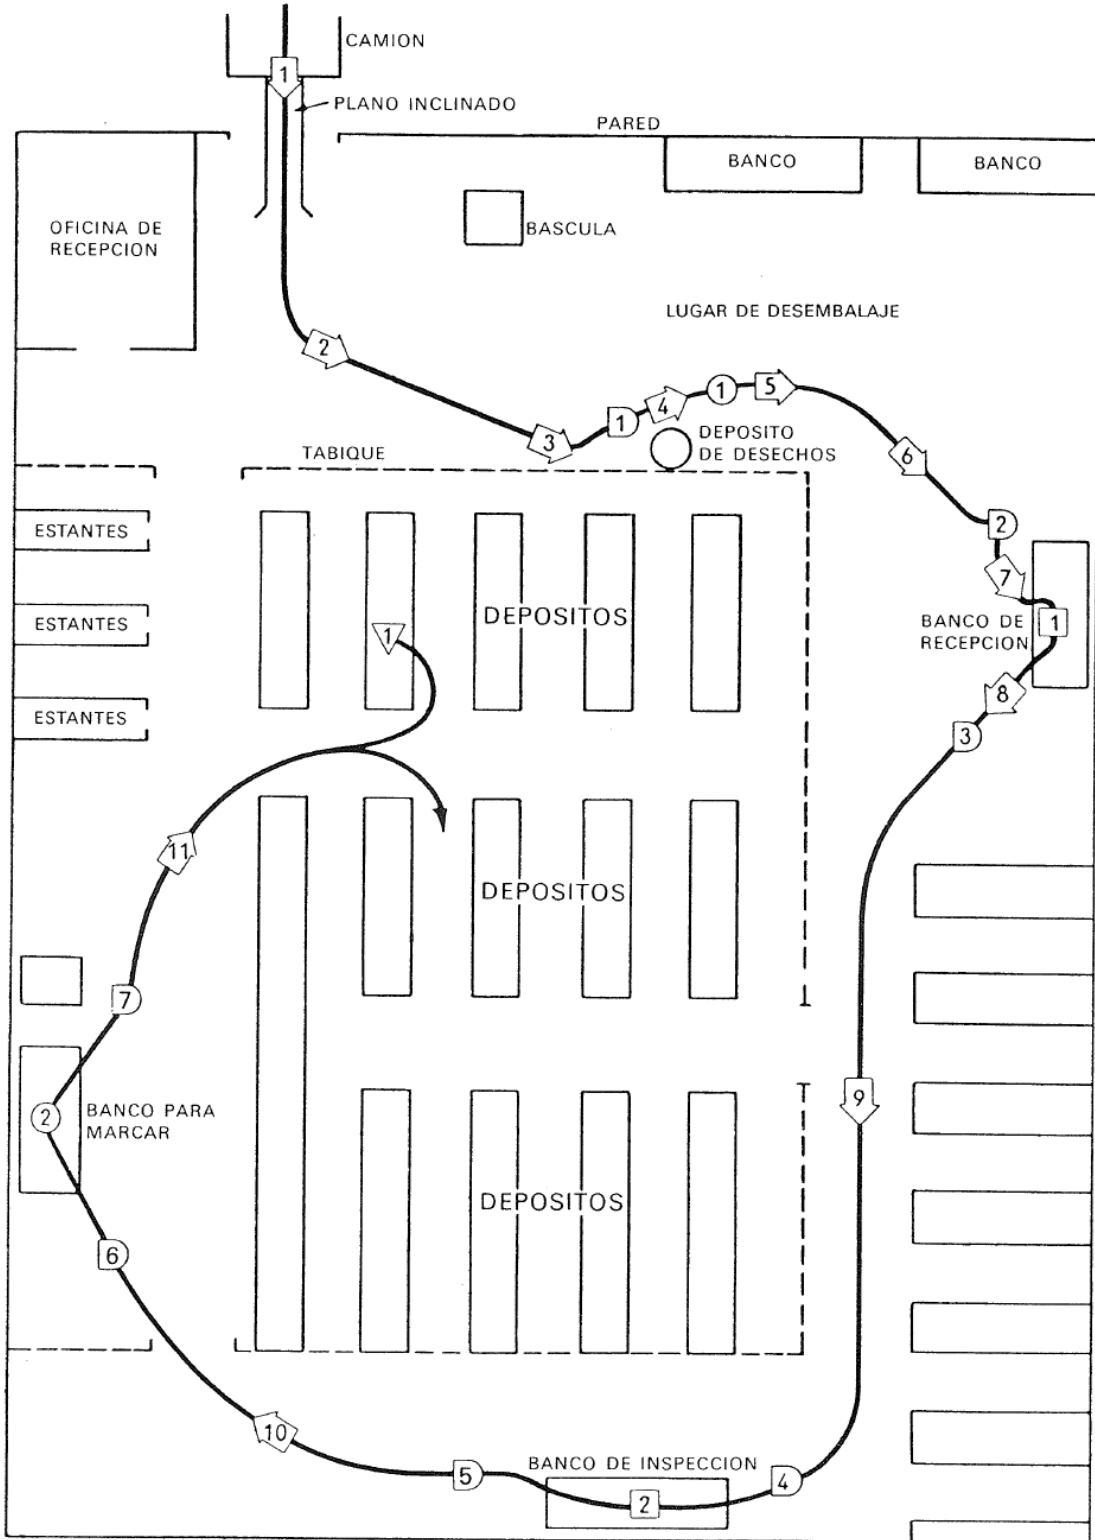 CAMION
1
PLANO INCLINADO
PARED
BANCO
BANCO
OFICINA DE
RECEPCION
BASCULA
LUGAR DE DESEMBALAJE
2
3
1
4
1
5
DEPOSITO
DE DESECHOS
6
TABIQUE
2
ESTANTES
7
ESTANTES
DEPOSITOS
1
BANCO DE
RECEPCION
1
8
ESTANTES
3
11
DEPOSITOS
7
9
2
BANCO PARA
MARCAR
DEPOSITOS
6
10
BANCO DE INSPECCION
5
4
2